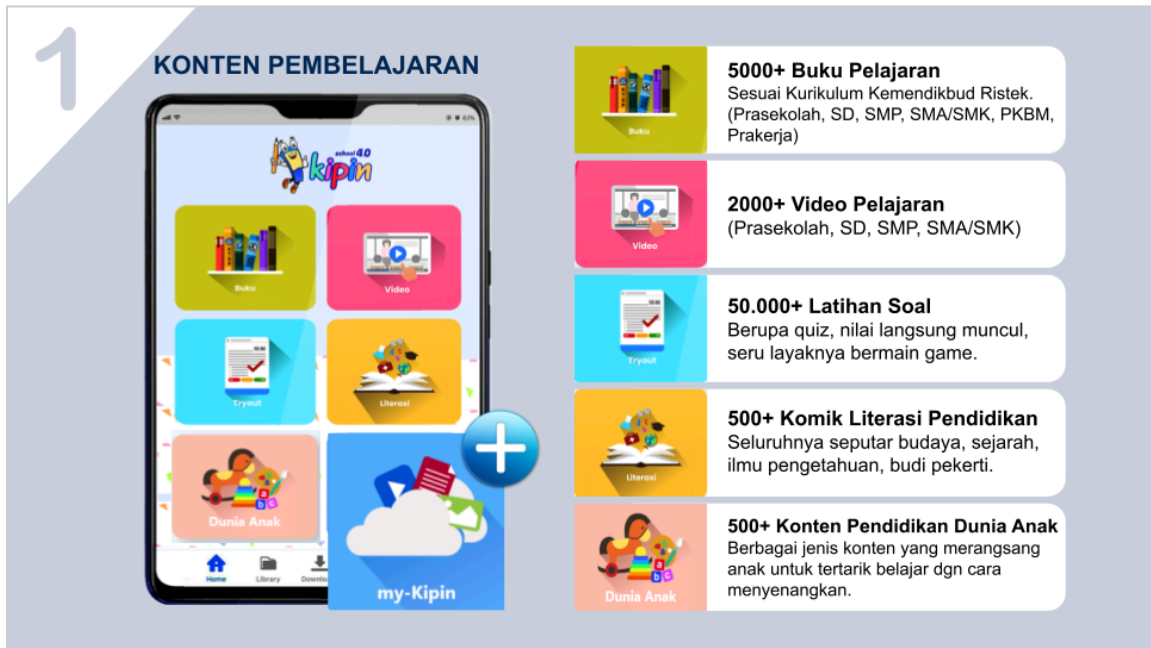 1
KONTEN PEMBELAJARAN
62%
school 4.0
kipin
Buku
Video
Tryout
Literasi
Dunia Anak
my-Kipin
Home
Library
Downlo
Buku
5000+ Buku Pelajaran
Sesuai Kurikulum Kemendikbud Ristek.
(Prasekolah, SD, SMP, SMA/SMK, PKBM,
Prakerja)
Video
2000+ Video Pelajaran
(Prasekolah, SD, SMP, SMA/SMK)
Tryout
50.000+ Latihan Soal
Berupa quiz, nilai langsung muncul,
seru layaknya bermain game.
Literasi
500+ Komik Literasi Pendidikan
Seluruhnya seputar budaya, sejarah,
ilmu pengetahuan, budi pekerti.
Dunia Anak
500+ Konten Pendidikan Dunia Anak
Berbagai jenis konten yang merangsang
anak untuk tertarik belajar dgn cara
menyenangkan.